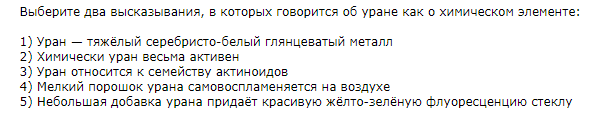 Выберите два высказывания, в которых говорится об уране как о химическом элементе:
1) Уран — тяжёлый серебристо-белый глянцеватый металл
2) Химически уран весьма активен
3) Уран относится к семейству актиноидов
4) Мелкий порошок урана самовоспламеняется на воздухе
5) Небольшая добавка урана придаёт красивую жёлто-зелёную флуоресценцию стеклу